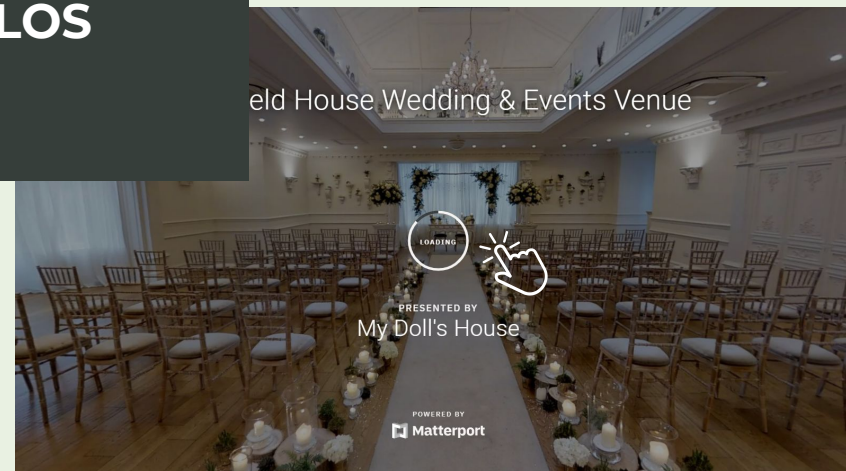 LOS
eld House Wedding & Events Venue
LOADING
PRESENTED BY
My Doll's House
POWERED BY
Matterport